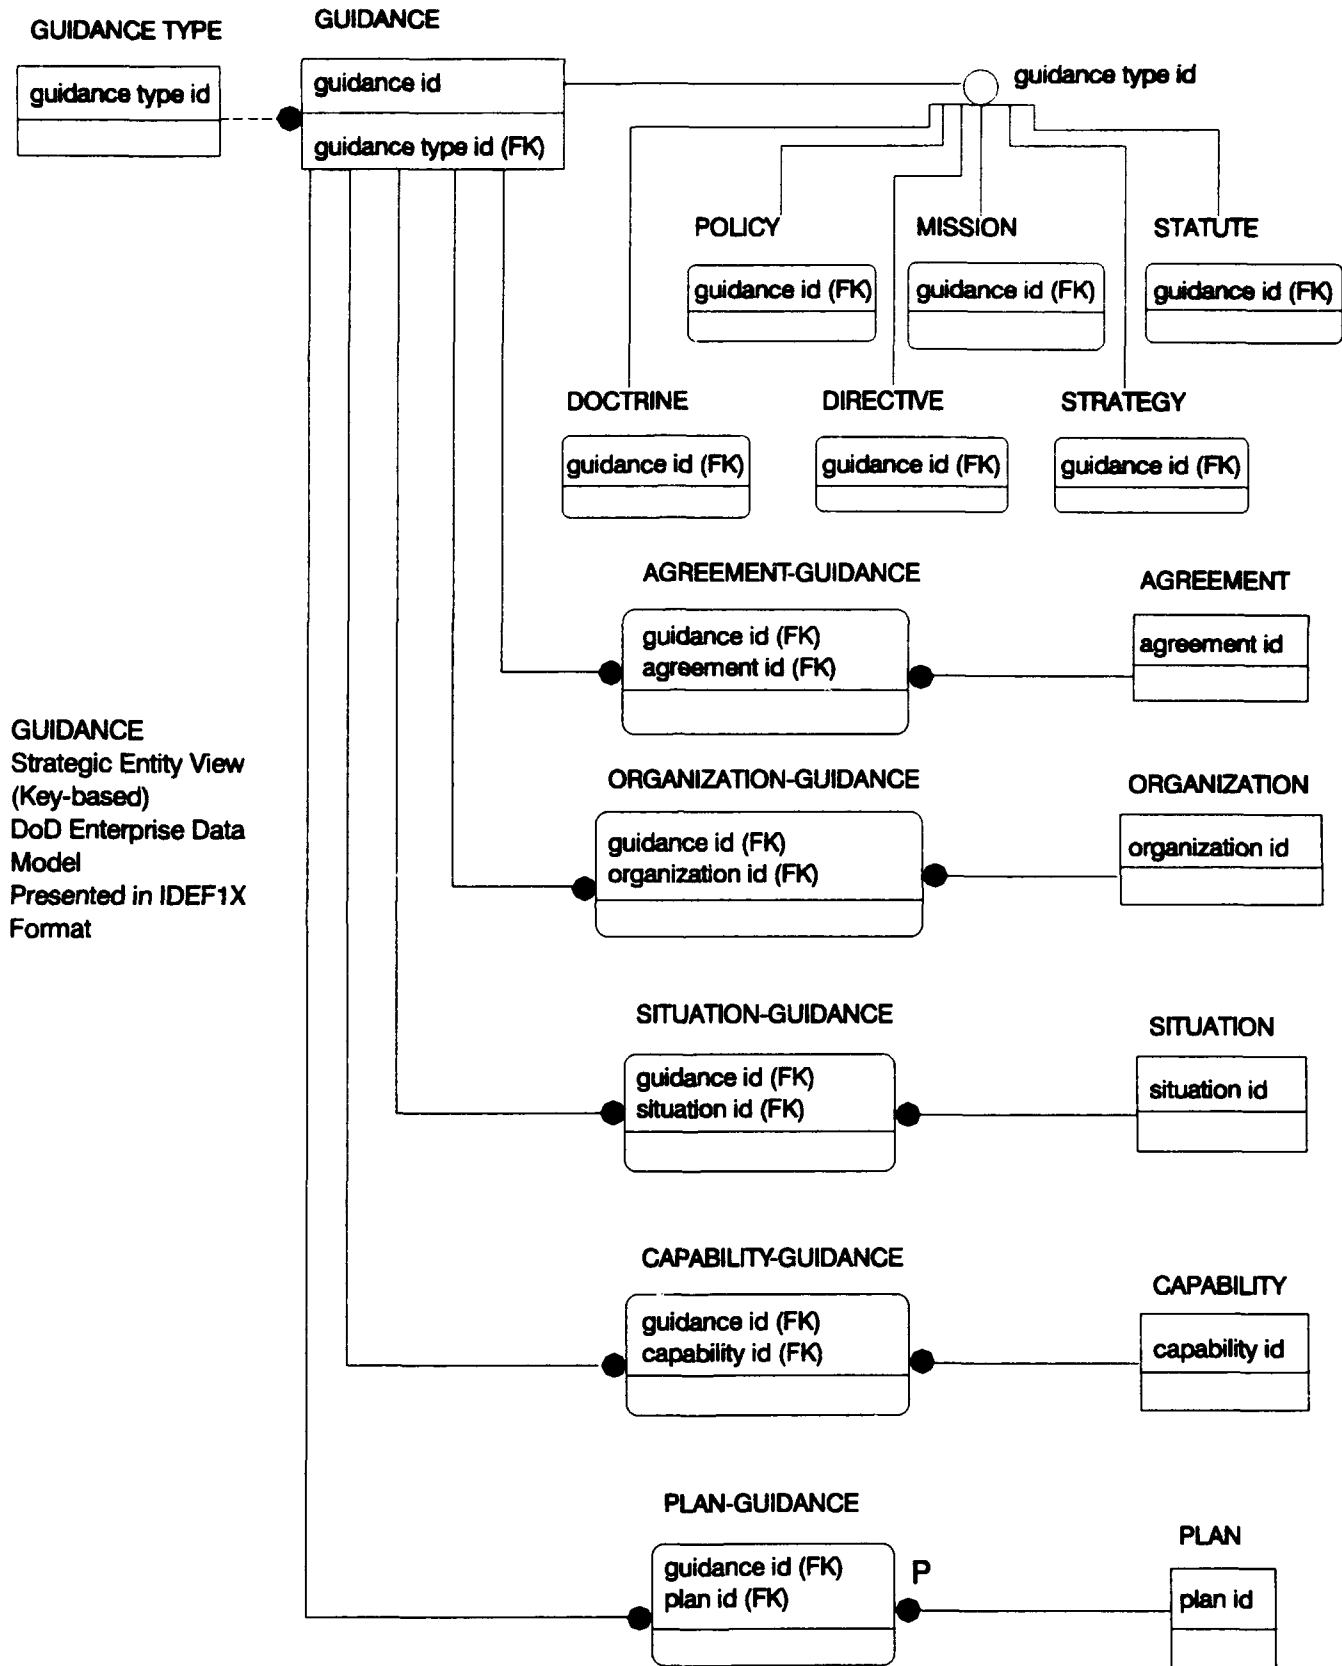 GUIDANCE TYPE
guidance type id
GUIDANCE
guidance id
guidance type id (FK)
guidance type id
POLICY
guidance id (FK)
MISSION
guidance id (FK)
STATUTE
guidance id (FK)
DOCTRINE
guidance id (FK)
DIRECTIVE
guidance id (FK)
STRATEGY
guidance id (FK)
AGREEMENT-GUIDANCE
guidance id (FK)
agreement id (FK)
AGREEMENT
agreement id
GUIDANCE
Strategic Entity View
(Key-based)
DoD Enterprise Data
Model
Presented in IDEF1X
Format
ORGANIZATION-GUIDANCE
guidance id (FK)
organization id (FK)
ORGANIZATION
organization id
SITUATION-GUIDANCE
guidance id (FK)
situation id (FK)
SITUATION
situation id
CAPABILITY-GUIDANCE
guidance id (FK)
capability id (FK)
CAPABILITY
capability id
PLAN-GUIDANCE
guidance id (FK)
plan id (FK)
P
PLAN
plan id